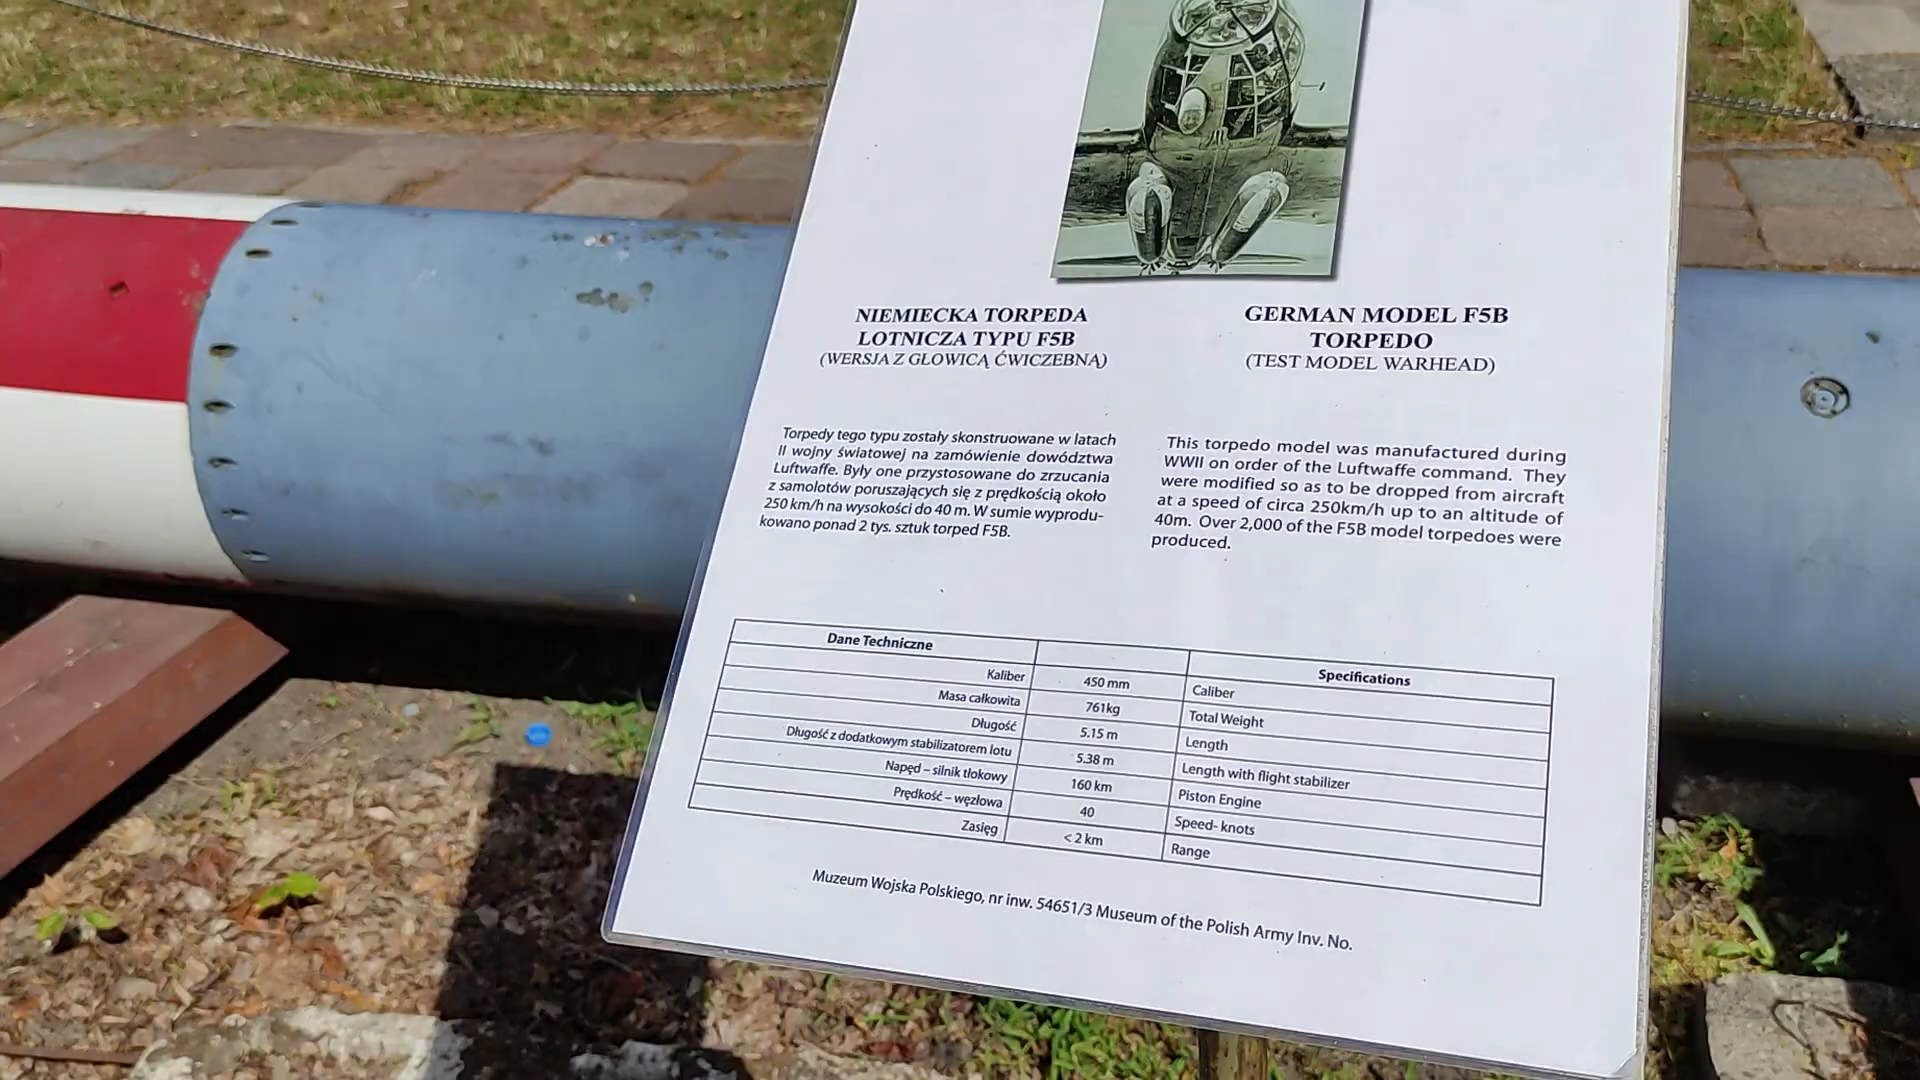 NIEMIECKA TORPEDA
LOTNICZA TYPU F5B
(WERSJA Z GŁOWICĄ ĆWICZEBNĄ)
Torpedy tego typu zostały skonstruowane w latach
II wojny światowej na zamówienie dowództwa
Luftwaffe. Były one przystosowane do zrzucania
z samolotów poruszających się z prędkością około
250 km/h na wysokości do 40 m. W sumie wyprodu-
kowano ponad 2 tys. sztuk torped F5B.
GERMAN MODEL F5B
TORPEDO
(TEST MODEL WARHEAD)
This torpedo model was manufactured during
WWII on order of the Luftwaffe command. They
were modified so as to be dropped from aircraft
at a speed of circa 250km/h up to an altitude of
40m. Over 2,000 of the F5B model torpedoes were
produced.
Dane Techniczne Specifications
Kaliber 450 mm Caliber
Masa całkowita 761kg Total Weight
Długość 5.15 m Length
Długość z dodatkowym stabilizatorem lotu 5.38 m Length with flight stabilizer
Napęd – silnik tłokowy 160 km Piston Engine
Prędkość – węzłowa 40 Speed- knots
Zasięg < 2 km Range
Muzeum Wojska Polskiego, nr inw. 54651/3 Museum of the Polish Army Inv. No.